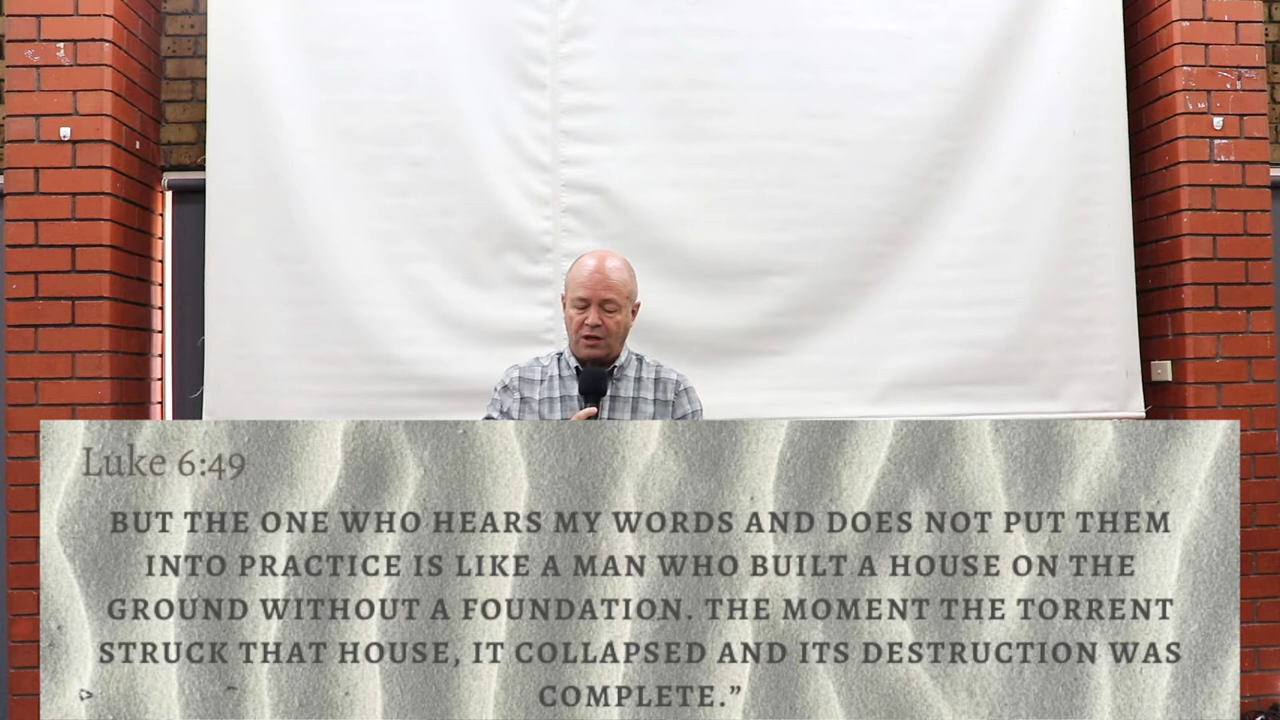 Luke 6:49
BUT THE ONE WHO HEARS MY WORDS AND DOES NOT PUT THEM
INTO PRACTICE IS LIKE A MAN WHO BUILT A HOUSE ON THE
GROUND WITHOUT A FOUNDATION. THE MOMENT THE TORRENT
STRUCK THAT HOUSE, IT COLLAPSED AND ITS DESTRUCTION WAS
COMPLETE.”